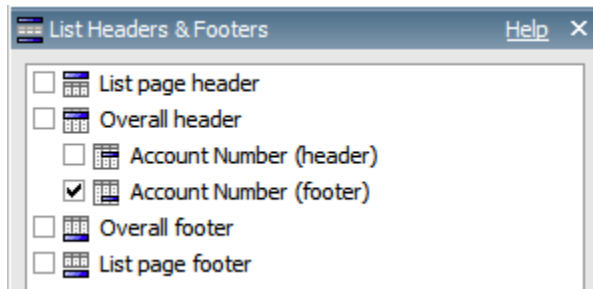 List Headers & Footers Help
List page header
Overall header
Account Number (header)
Account Number (footer)
Overall footer
List page footer